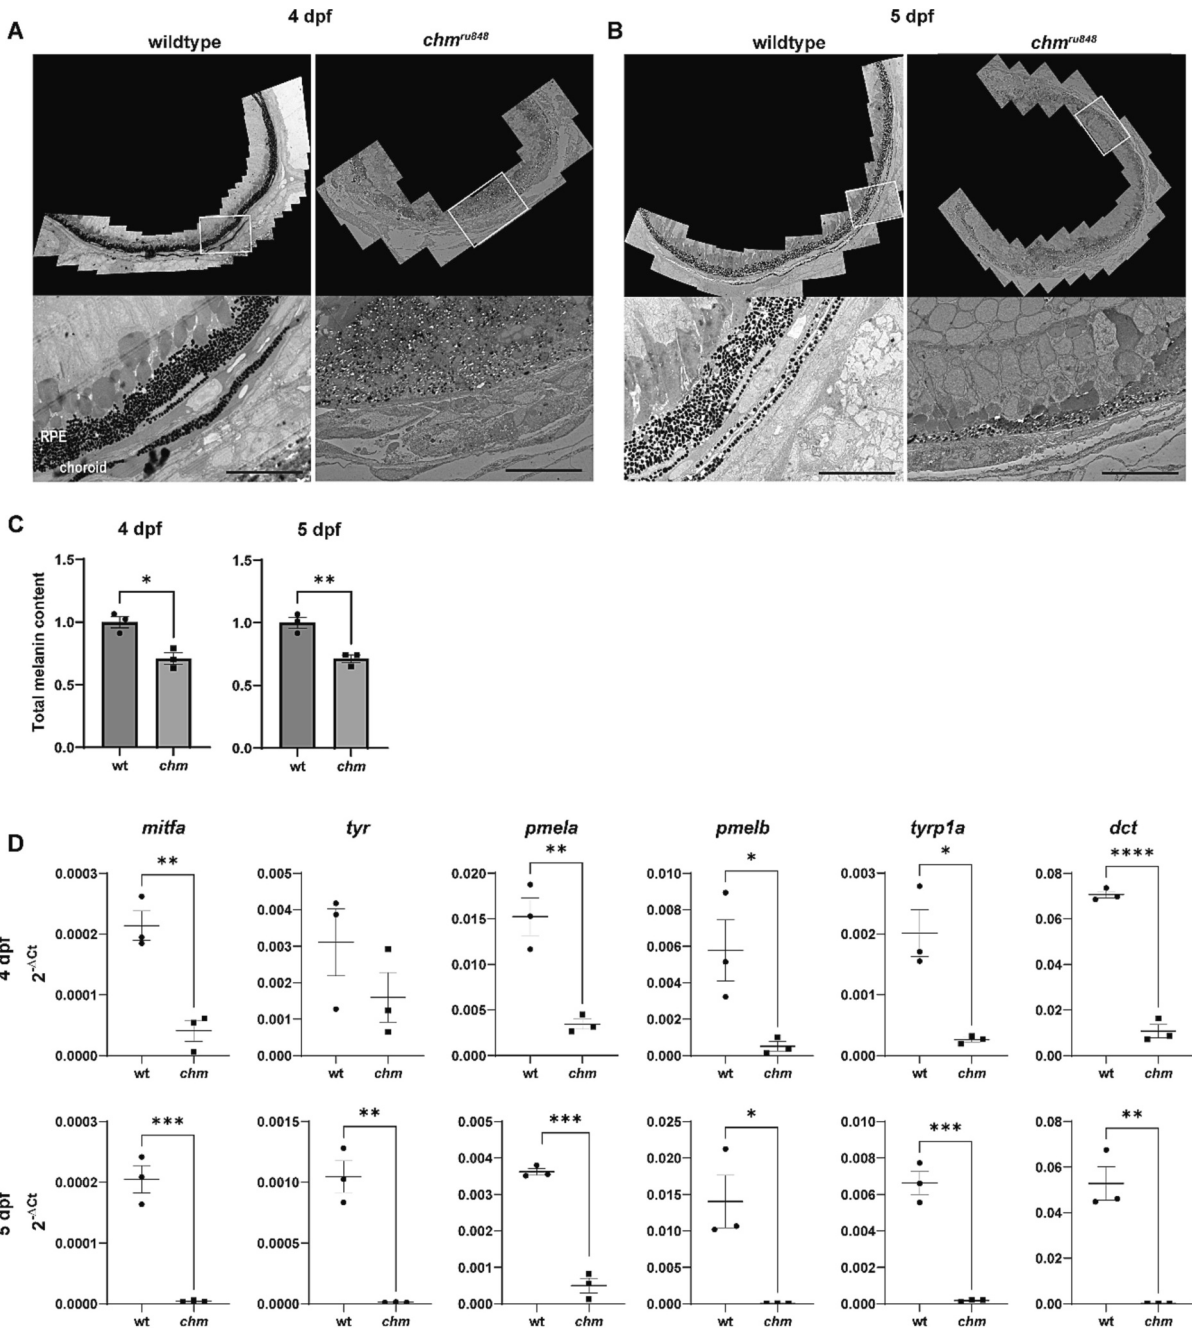 4 dpf
5 dpf
A
wildtype
chm^ru848
B
wildtype
chm^ru848
RPE
choroid
C
4 dpf
5 dpf
Total melanin content
1.5
1.0
0.5
0.0
*
wt
chm
1.5
1.0
0.5
0.0
**
wt
chm
D
mitfa
tyr
pmela
pmelb
tyrp1a
dct
4 dpf
2^-ΔCt
0.0003
0.0002
0.0001
0.0000
**
wt
chm
0.005
0.004
0.003
0.002
0.001
0.000
wt
chm
0.020
0.015
0.010
0.005
0.000
**
wt
chm
0.010
0.008
0.006
0.004
0.002
0.000
*
wt
chm
0.003
0.002
0.001
0.000
*
wt
chm
0.08
0.06
0.04
0.02
0.00
****
wt
chm
5 dpf
2^-ΔCt
0.0003
0.0002
0.0001
0.0000
***
wt
chm
0.0015
0.0010
0.0005
0.0000
**
wt
chm
0.005
0.004
0.003
0.002
0.001
0.000
***
wt
chm
0.025
0.020
0.015
0.010
0.005
0.000
*
wt
chm
0.010
0.008
0.006
0.004
0.002
0.000
***
wt
chm
0.08
0.06
0.04
0.02
0.00
**
wt
chm